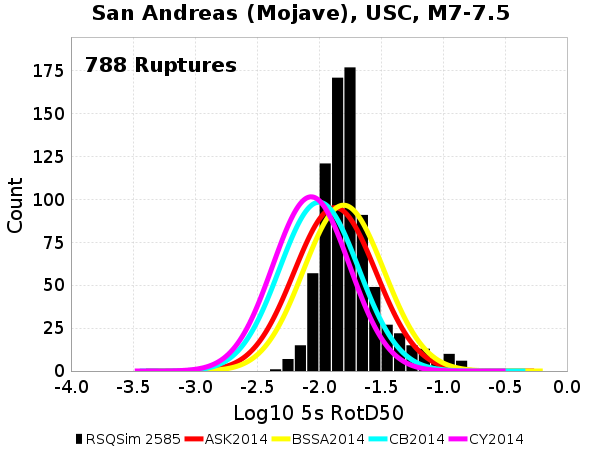 San Andreas (Mojave), USC, M7-7.5
788 Ruptures
175
150
125
100
75
50
25
0
Count
-4.0 -3.5 -3.0 -2.5 -2.0 -1.5 -1.0 -0.5 0.0
Log10 5s RotD50
RSQSim 2585 ASK2014 BSSA2014 CB2014 CY2014